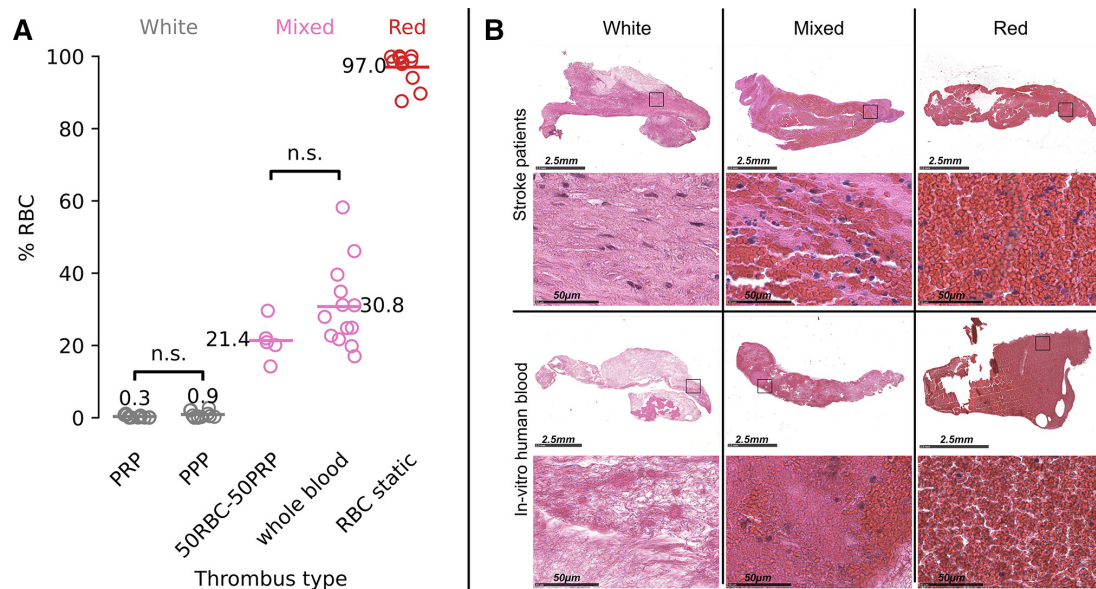 A
White
Mixed
Red
100
80
60
40
20
0
% RBC
97.0
n.s.
30.8
21.4
n.s.
0.3
0.9
PRP
PPP
50RBC-50PRP
whole blood
RBC static
Thrombus type
B
White
Mixed
Red
Stroke patients
2.5mm
2.5mm
2.5mm
50µm
50µm
50µm
In-vitro human blood
2.5mm
2.5mm
2.5mm
50µm
50µm
50µm